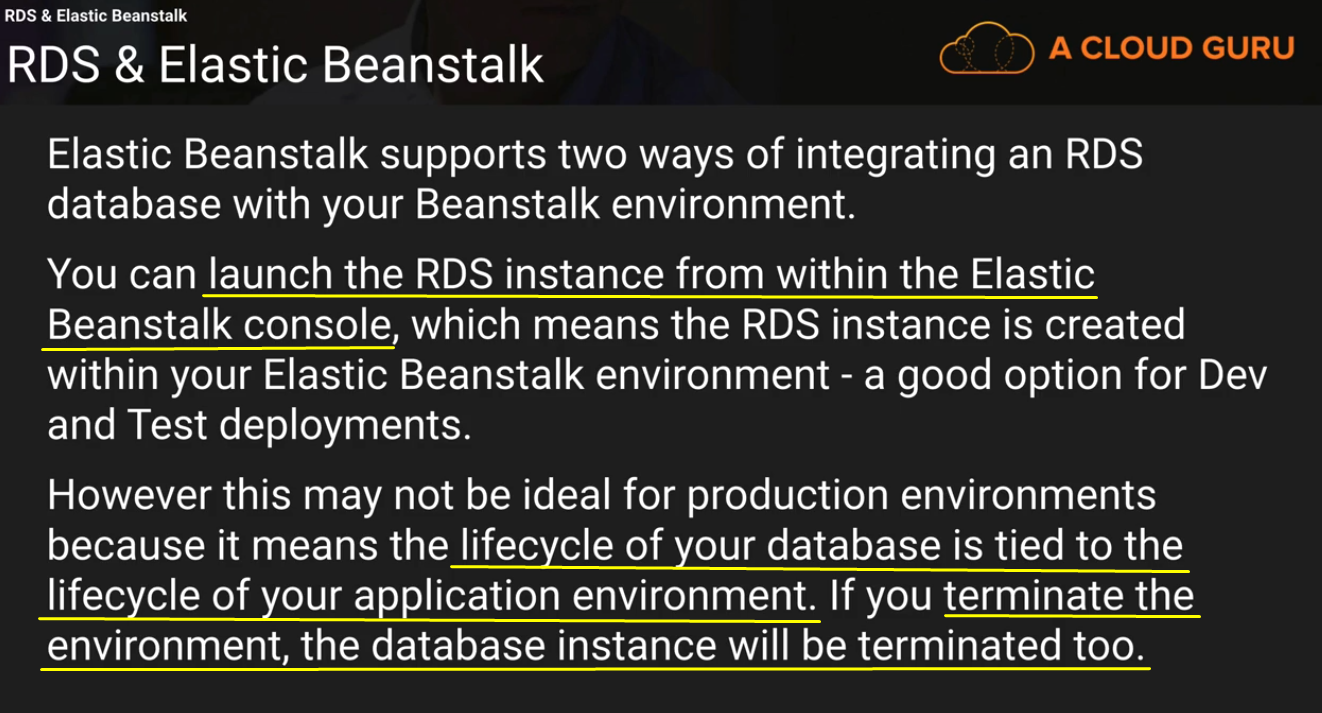 RDS & Elastic Beanstalk
RDS & Elastic Beanstalk
A CLOUD GURU
Elastic Beanstalk supports two ways of integrating an RDS
database with your Beanstalk environment.
You can launch the RDS instance from within the Elastic
Beanstalk console, which means the RDS instance is created
within your Elastic Beanstalk environment - a good option for Dev
and Test deployments.
However this may not be ideal for production environments
because it means the lifecycle of your database is tied to the
lifecycle of your application environment. If you terminate the
environment, the database instance will be terminated too.